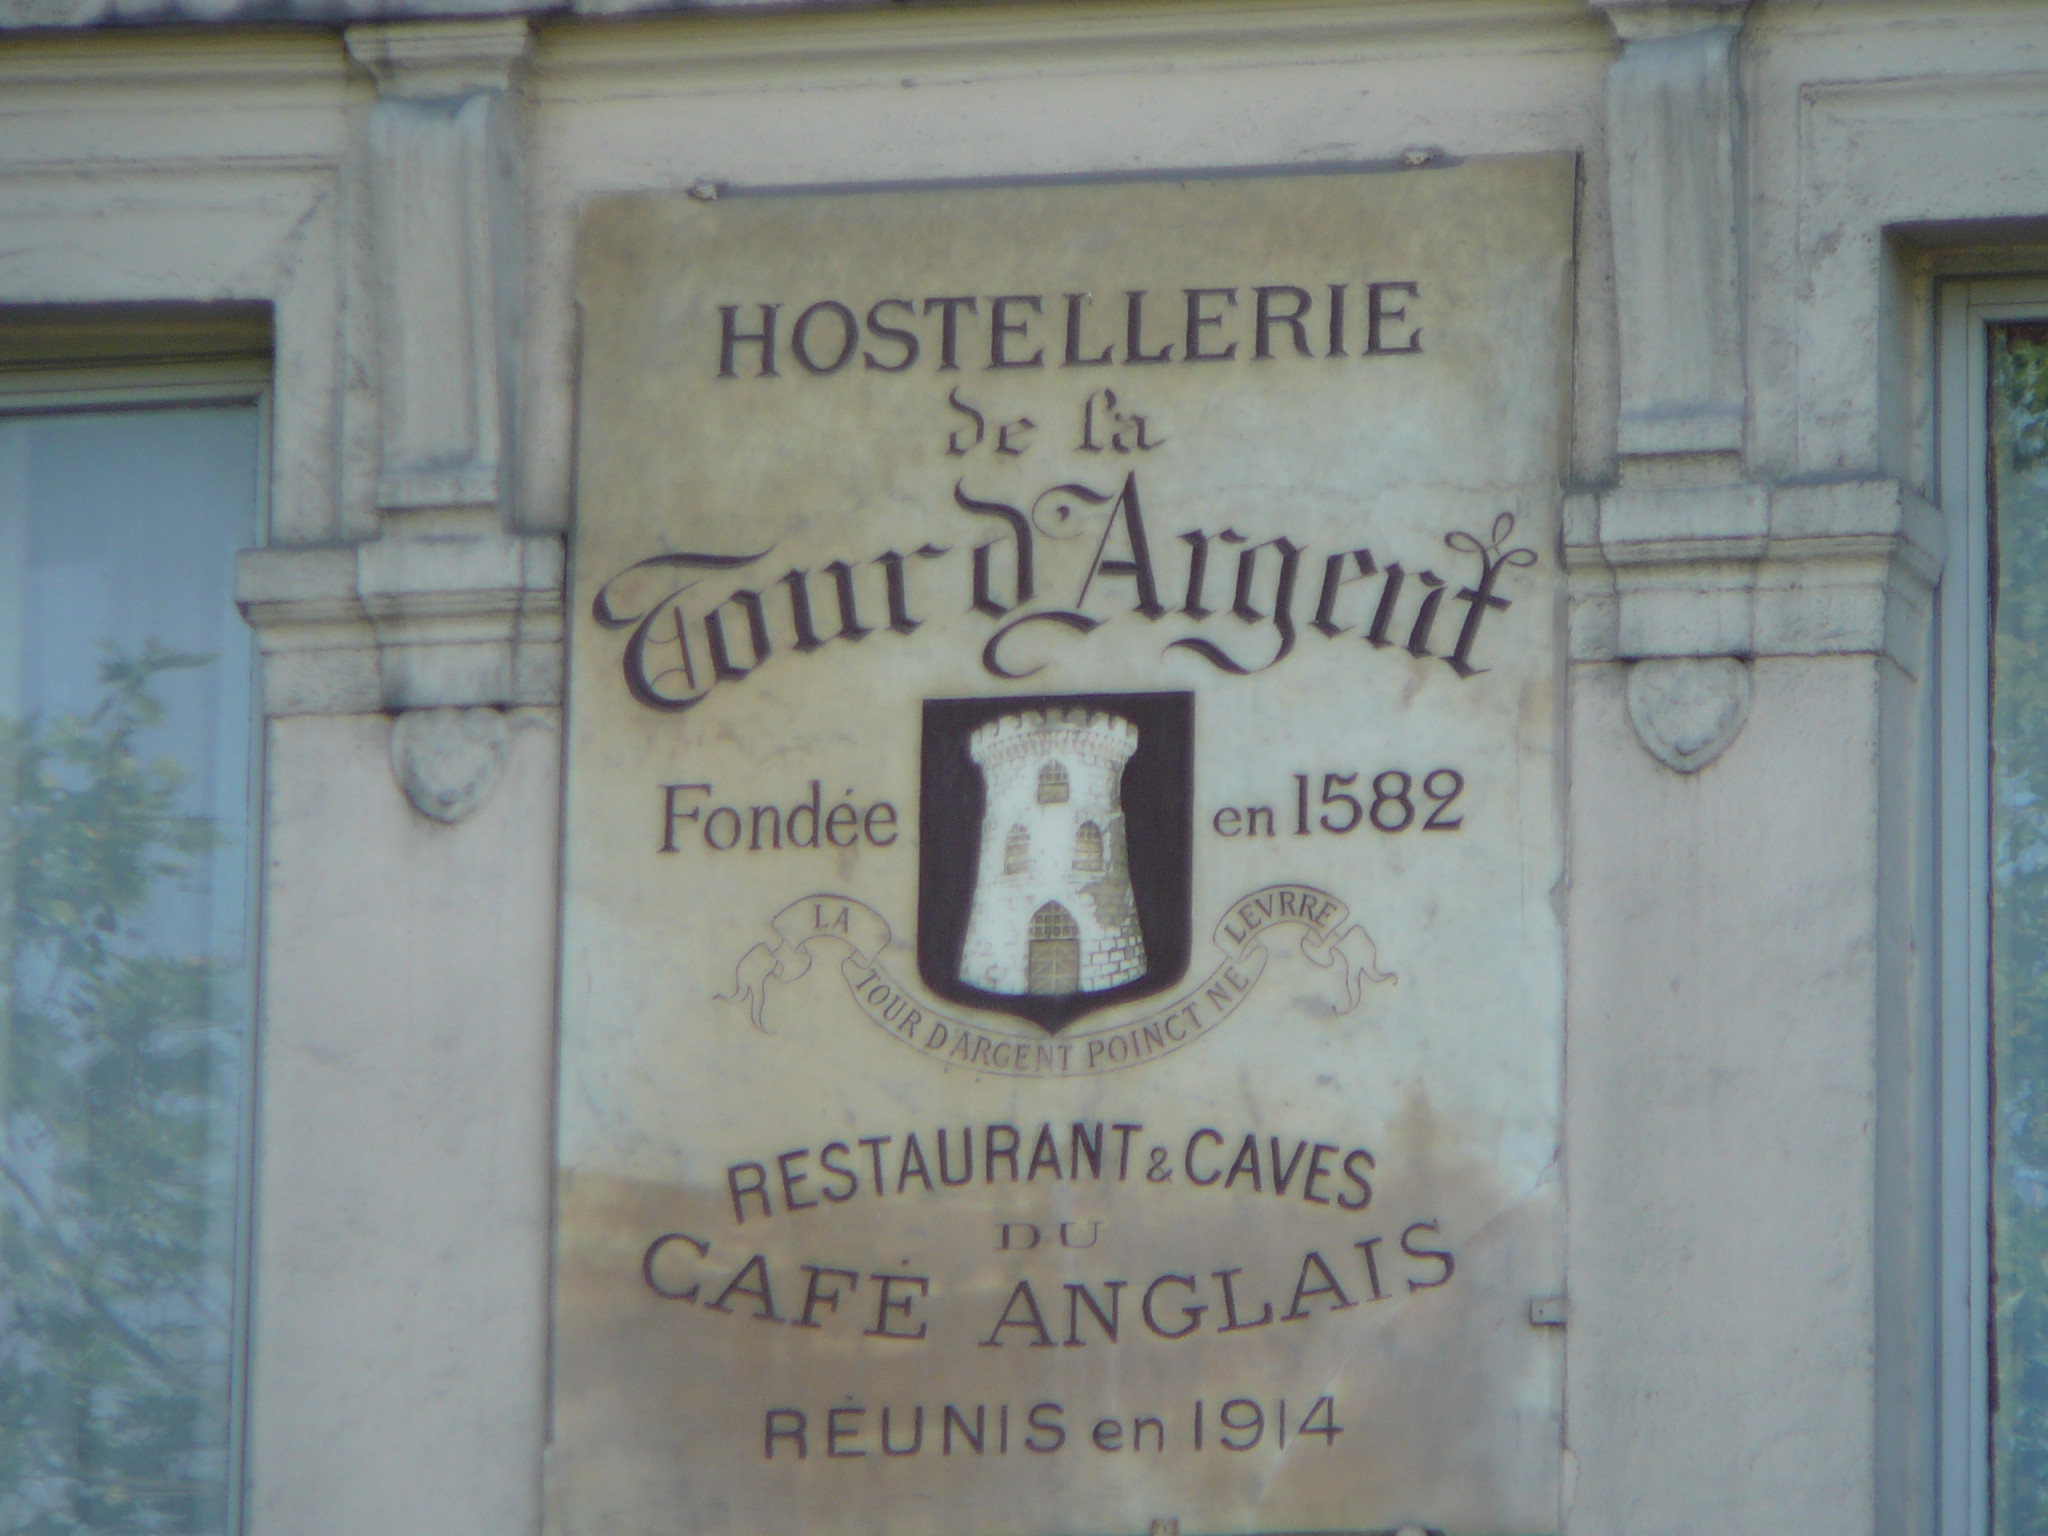 HOSTELLERIE
de la
Tour d'Argent
Fondée en 1582
LA TOUR D'ARGENT POINCT NE LEVRRE
RESTAURANT & CAVES
DU
CAFÉ ANGLAIS
RÉUNIS en 1914